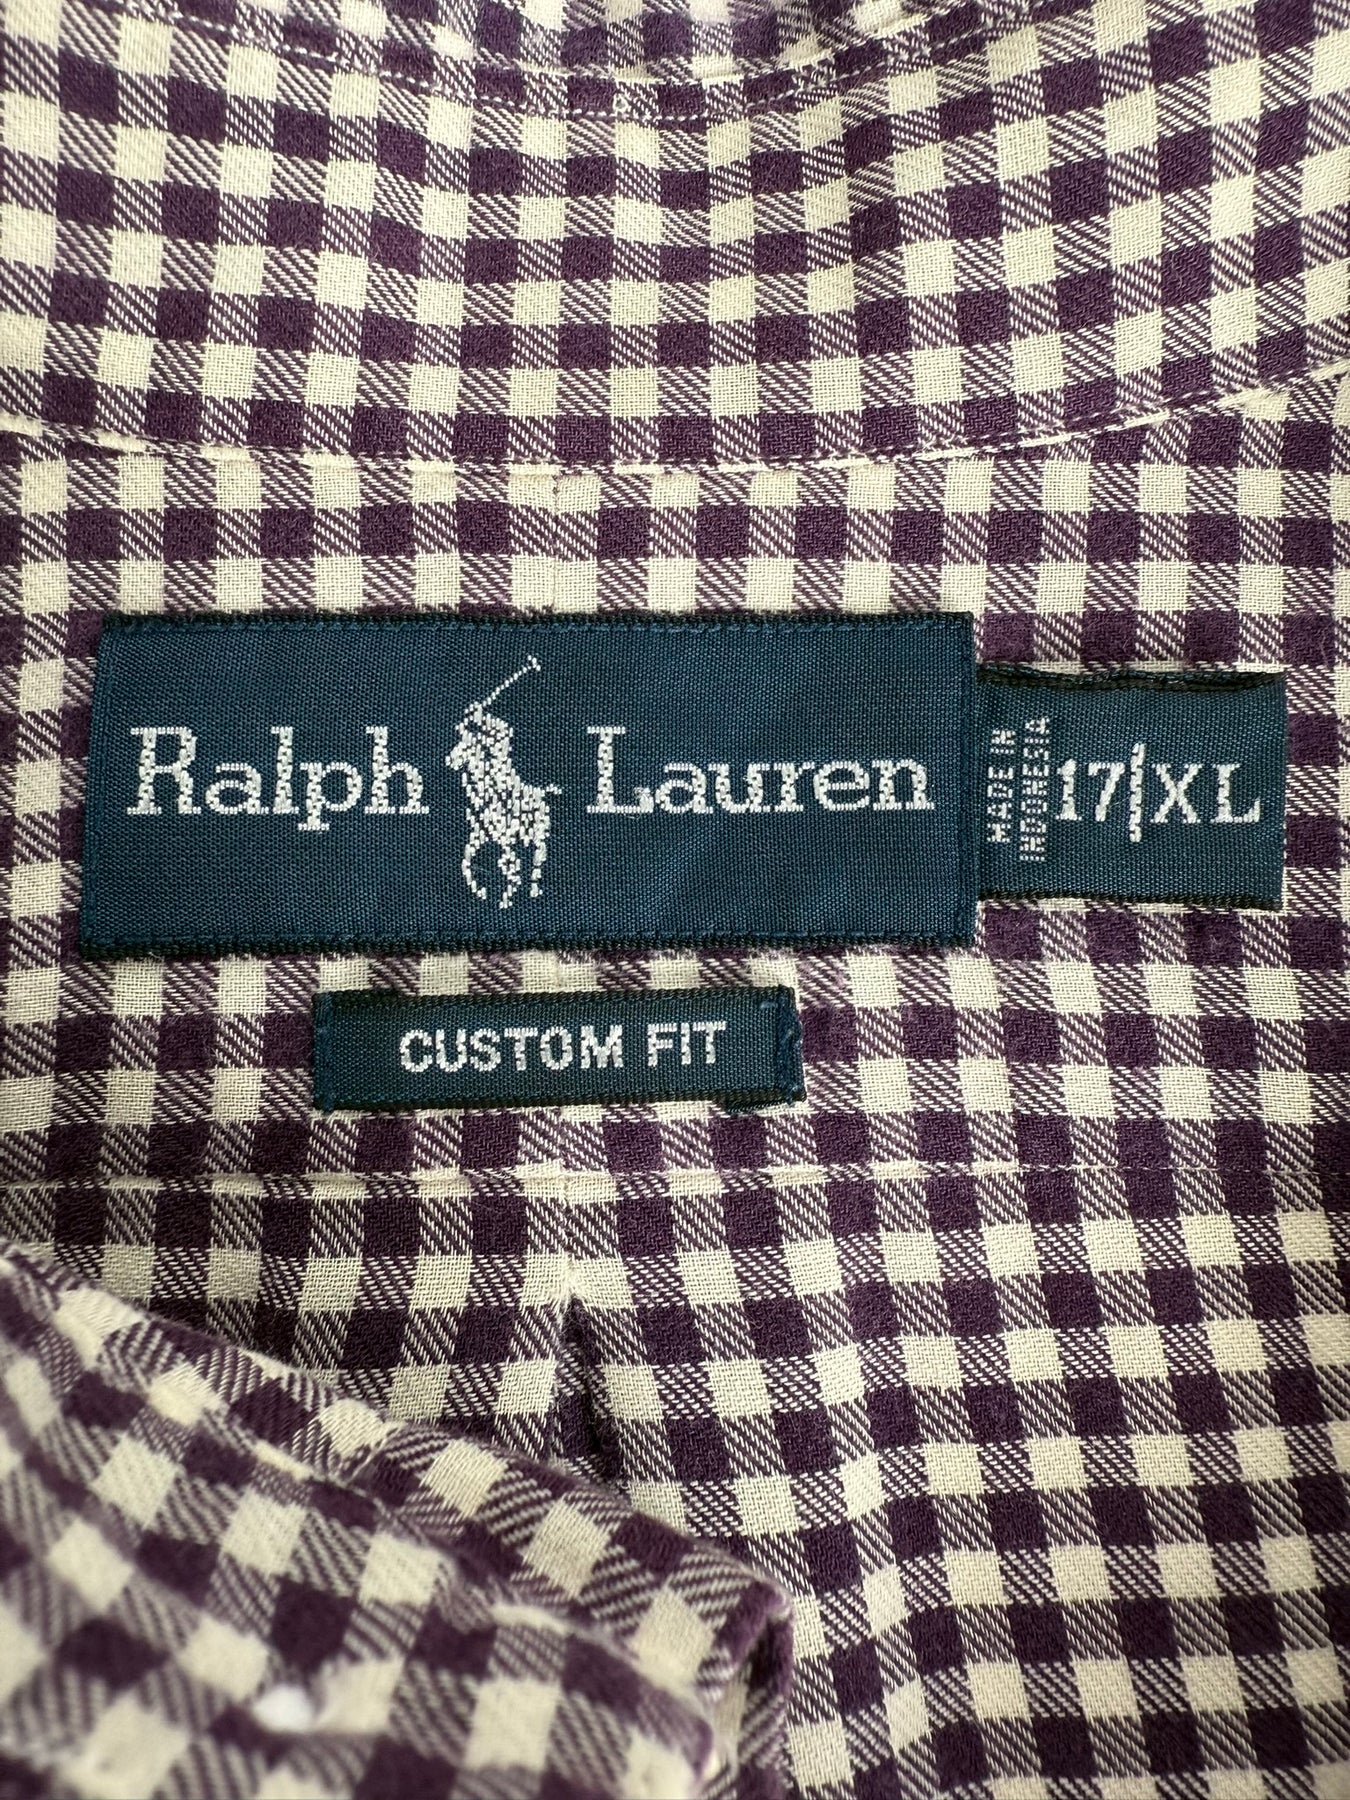 Ralph Lauren
MADE IN
INDONESIA
17/XL
CUSTOM FIT